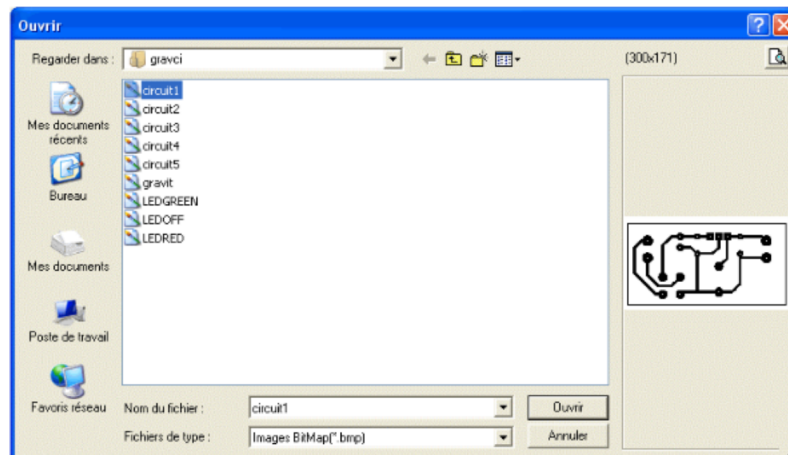 Ouvrir
Regarder dans : gravci (300x171)
circuit1
circuit2
circuit3
circuit4
circuit5
gravit
LEDGREEN
LEDOFF
LEDRED
Mes documents
récents
Bureau
Mes documents
Poste de travail
Favoris réseau
Nom du fichier : circuit1 Ouvrir
Fichiers de type : Images BitMap(*.bmp) Annuler